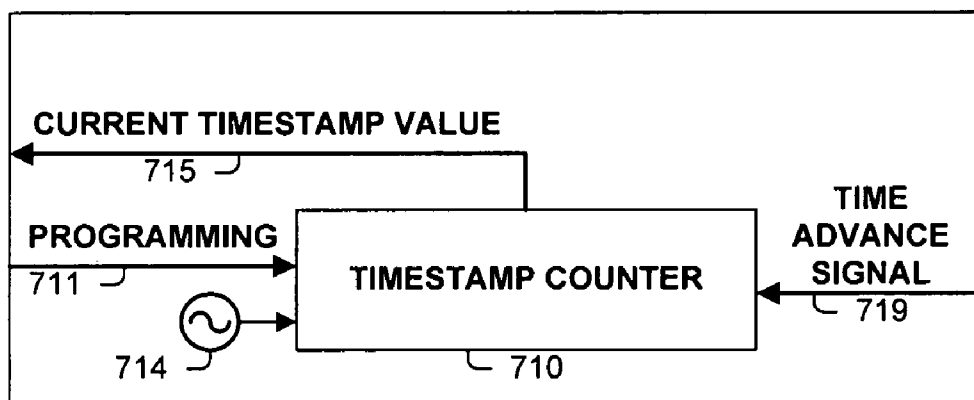 CURRENT TIMESTAMP VALUE
715
TIME
ADVANCE
SIGNAL
719
PROGRAMMING
711
TIMESTAMP COUNTER
714
710